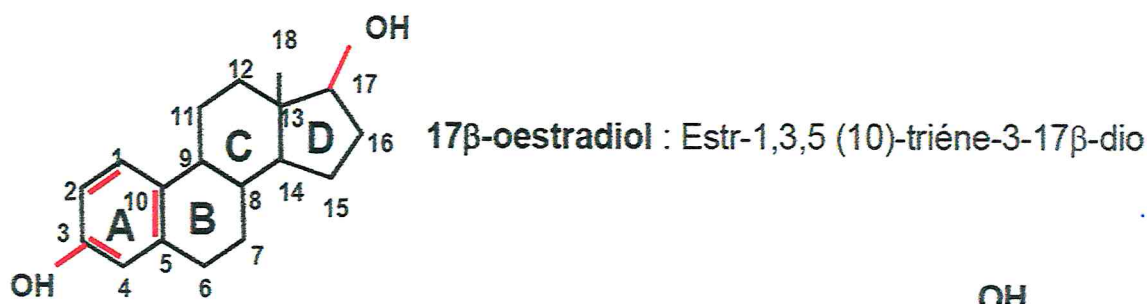 OH
18
12
17
11
13
C
D
16
17β-oestradiol : Estr-1,3,5 (10)-triéne-3-17β-dio
1
9
2
10
14
8
15
A
B
3
7
5
OH
4
6
OH